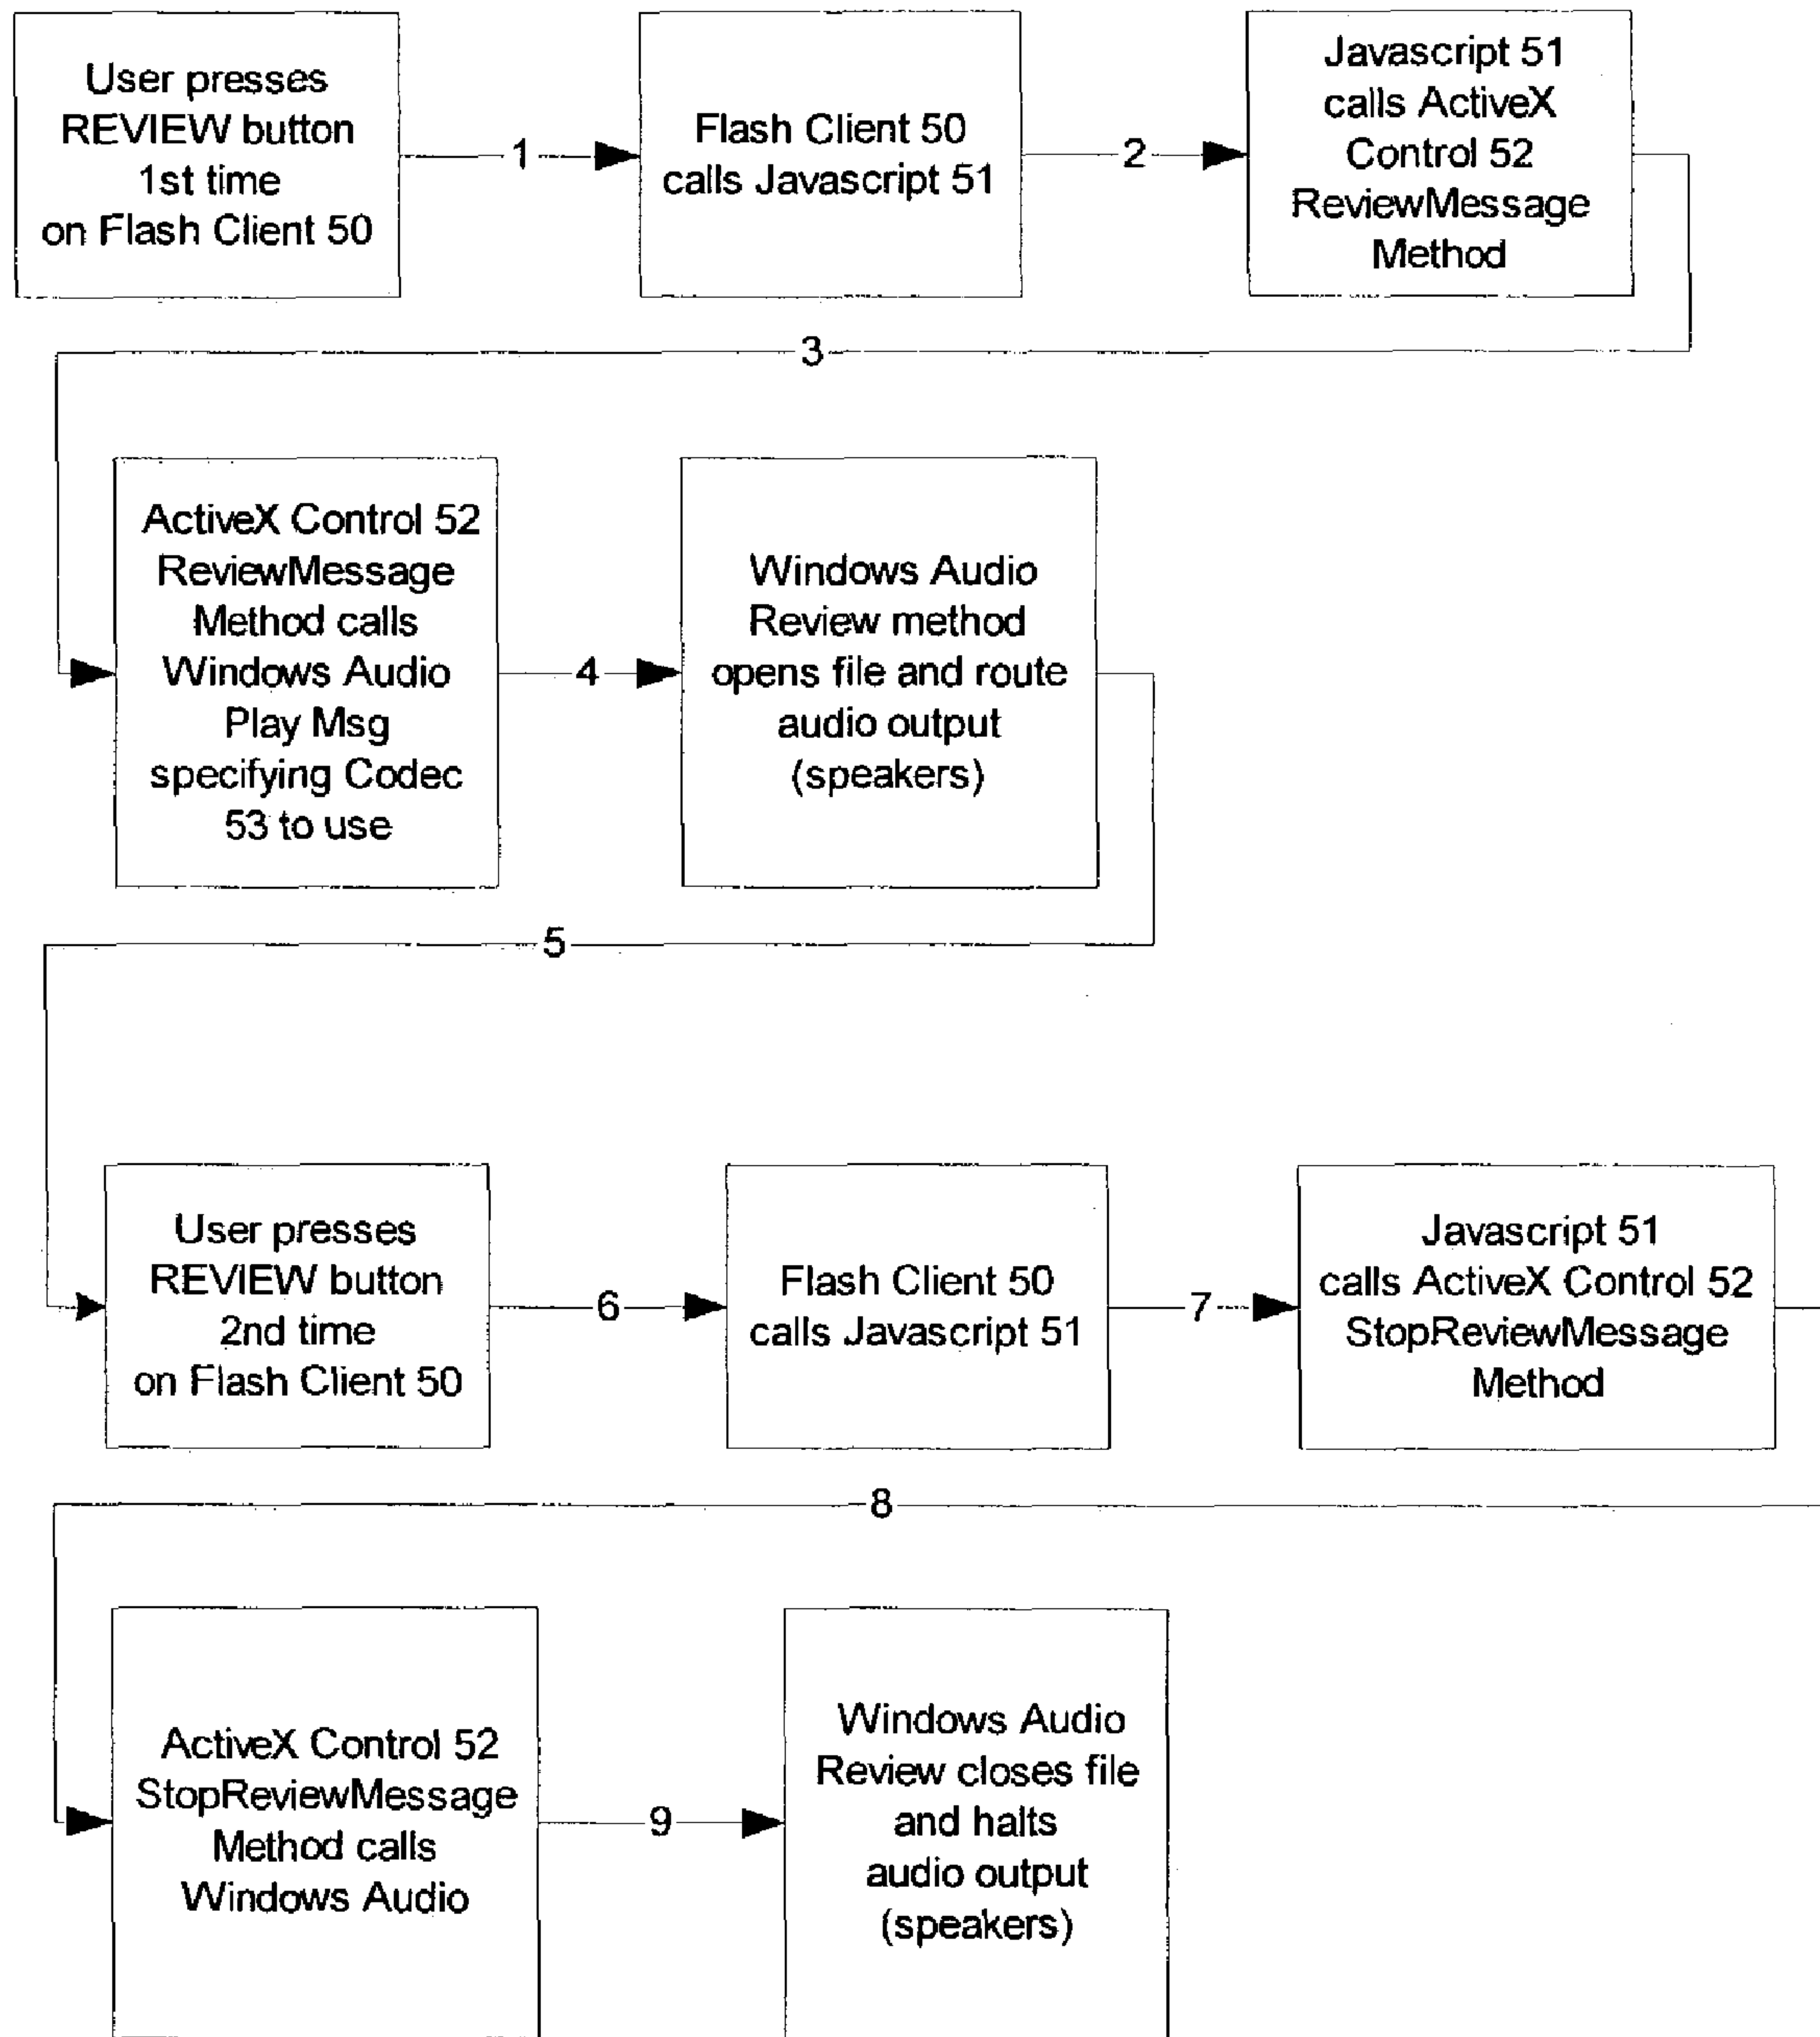 User presses
REVIEW button
1st time
on Flash Client 50
1
Flash Client 50
calls Javascript 51
2
Javascript 51
calls ActiveX
Control 52
ReviewMessage
Method
3
ActiveX Control 52
ReviewMessage
Method calls
Windows Audio
Play Msg
specifying Codec
53 to use
4
Windows Audio
Review method
opens file and route
audio output
(speakers)
5
User presses
REVIEW button
2nd time
on Flash Client 50
6
Flash Client 50
calls Javascript 51
7
Javascript 51
calls ActiveX Control 52
StopReviewMessage
Method
8
ActiveX Control 52
StopReviewMessage
Method calls
Windows Audio
9
Windows Audio
Review closes file
and halts
audio output
(speakers)